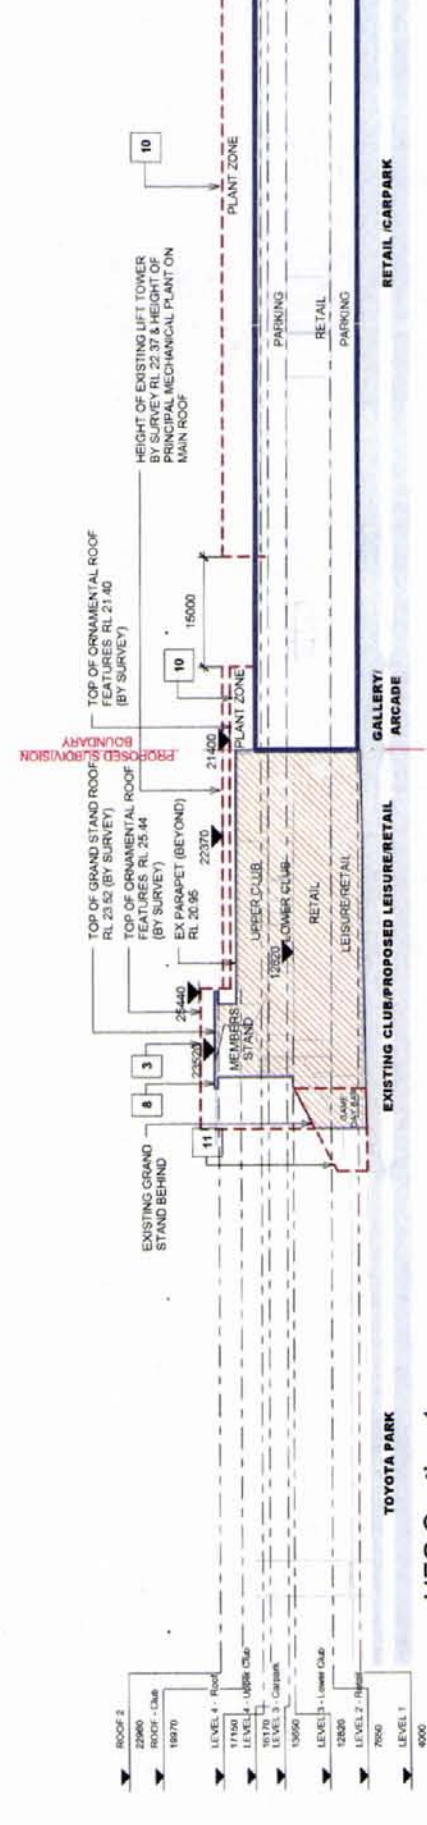 10
PLANT ZONE
HEIGHT OF EXISTING LIFT TOWER
BY SURVEY RL 22.37 & HEIGHT OF
PRINCIPAL MECHANICAL PLANT ON
MAIN ROOF
PARKING
RETAIL
PARKING
RETAIL /CARPARK
TOP OF ORNAMENTAL ROOF
FEATURES RL 21.40
(BY SURVEY)
15000
10
PLANT ZONE
21400
GALLERY/
ARCADE
PROPOSED SUBDIVISION
BOUNDARY
TOP OF GRAND STAND ROOF
RL 23.52 (BY SURVEY)
TOP OF ORNAMENTAL ROOF
FEATURES RL 25.44
(BY SURVEY)
EX PARAPET (BEYOND)
RL 20.95
22370
UPPER CLUB
LOWER CLUB
12820
RETAIL
LEISURE/RETAIL
EXISTING CLUB/PROPOSED LEISURE/RETAIL
25440
23520
MEMBERS
STAND
3
8
11
GAME
DAY BAR
EXISTING GRAND
STAND BEHIND
TOYOTA PARK
ROOF 2
22960
ROOF - Club
19970
LEVEL 4 - Roof
17150
LEVEL 4 - Upper Club
16170
LEVEL 3 - Carpark
13650
LEVEL 3 - Lower Club
12820
LEVEL 2 - Retail
7650
LEVEL 1
4000